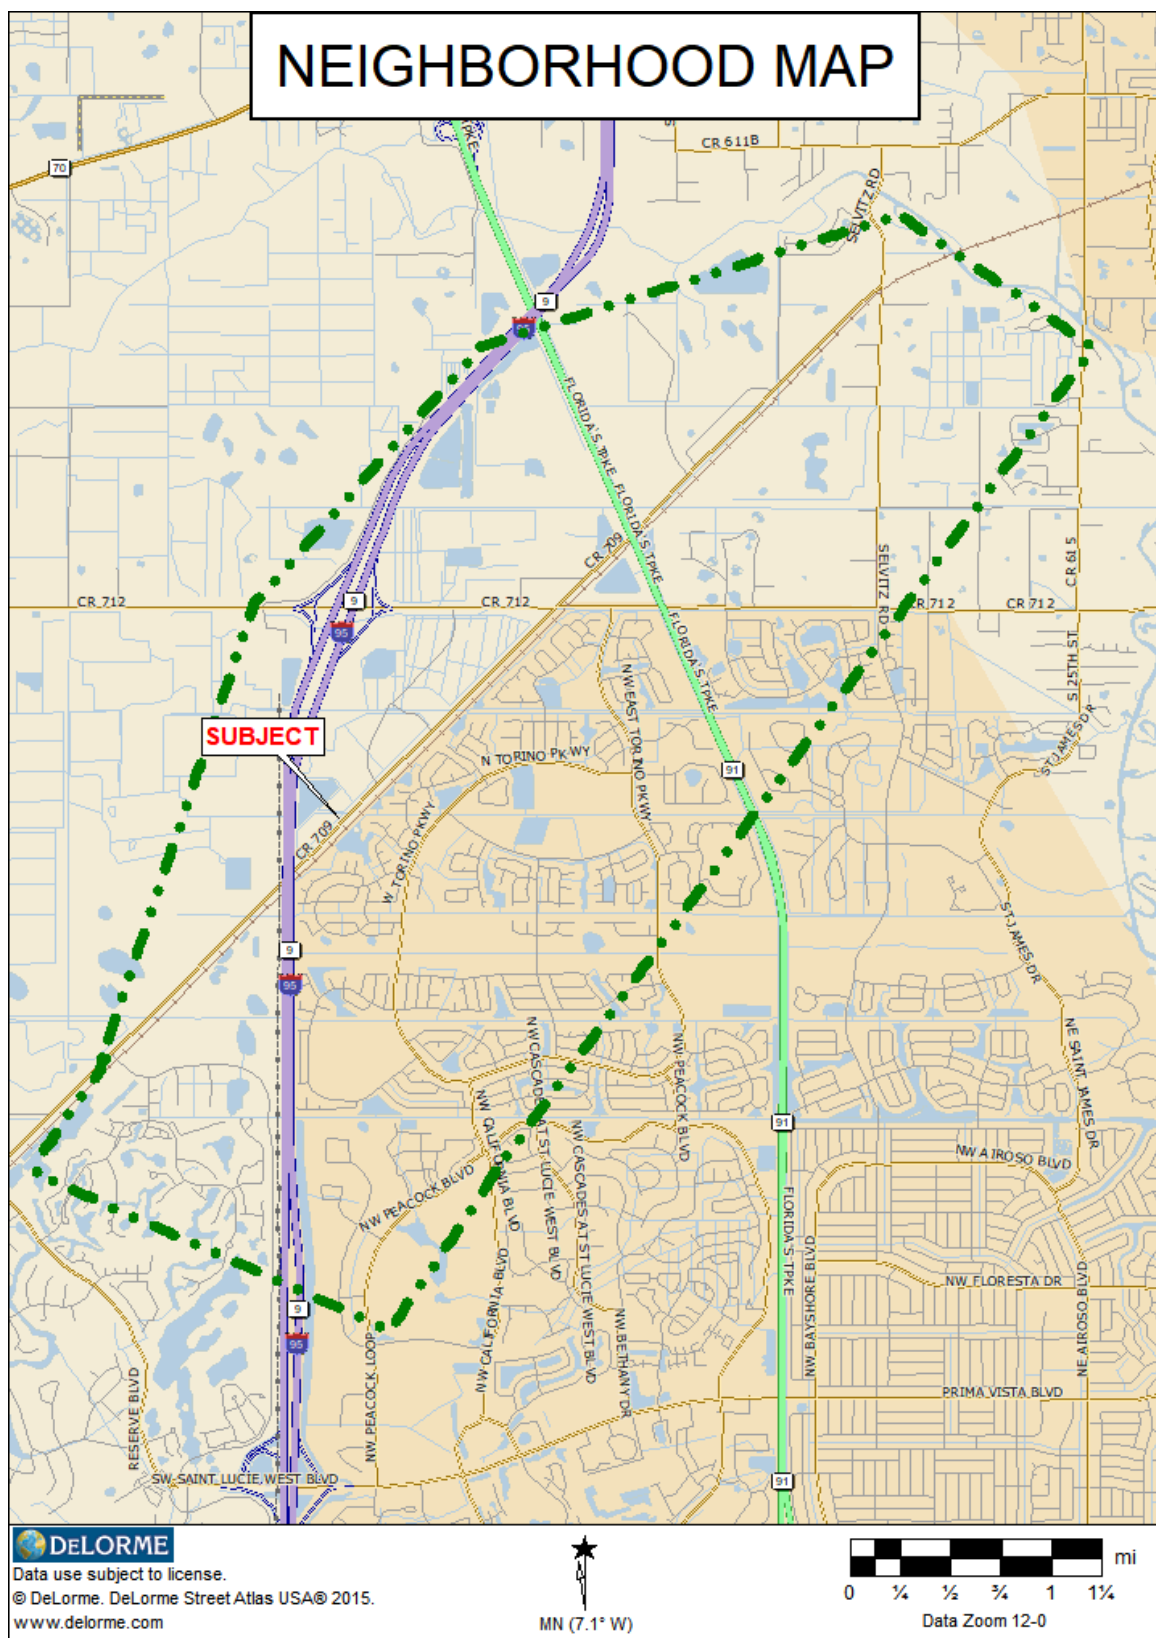 NEIGHBORHOOD MAP
TPKE
S
CR 611B
70
SELVITZ RD
9
95
FLORIDA'S TPKE
FLORIDA'S TPKE
CR 709
CR 712
9
CR 712
SELVITZ RD
CR 712
CR 712
CR 615
95
FLORIDA'S TPKE
S 25TH ST
NW EAST TORINO PKWY
SUBJECT
N TORINO PKWY
91
ST JAMES DR
CR 709
W TORINO PKWY
ST JAMES DR
9
95
NW CASCADES AT ST LUCIE WEST BLVD
NW PEACOCK BLVD
NE SAINT JAMES DR
NW CALIFORNIA BLVD
91
NW CASCADES AT ST LUCIE WEST BLVD
NW AIROSO BLVD
NW PEACOCK BLVD
FLORIDA'S TPKE
NW BAYSHORE BLVD
NW CALIFORNIA BLVD
NW FLORESTA DR
NE AIROSO BLVD
9
95
NW PEACOCK LOOP
NW BETHANY DR
RESERVE BLVD
PRIMA VISTA BLVD
SW SAINT LUCIE WEST BLVD
91
DELORME
Data use subject to license.
© DeLorme. DeLorme Street Atlas USA® 2015.
www.delorme.com
MN (7.1° W)
mi
0 ¼ ½ ¾ 1 1¼
Data Zoom 12-0